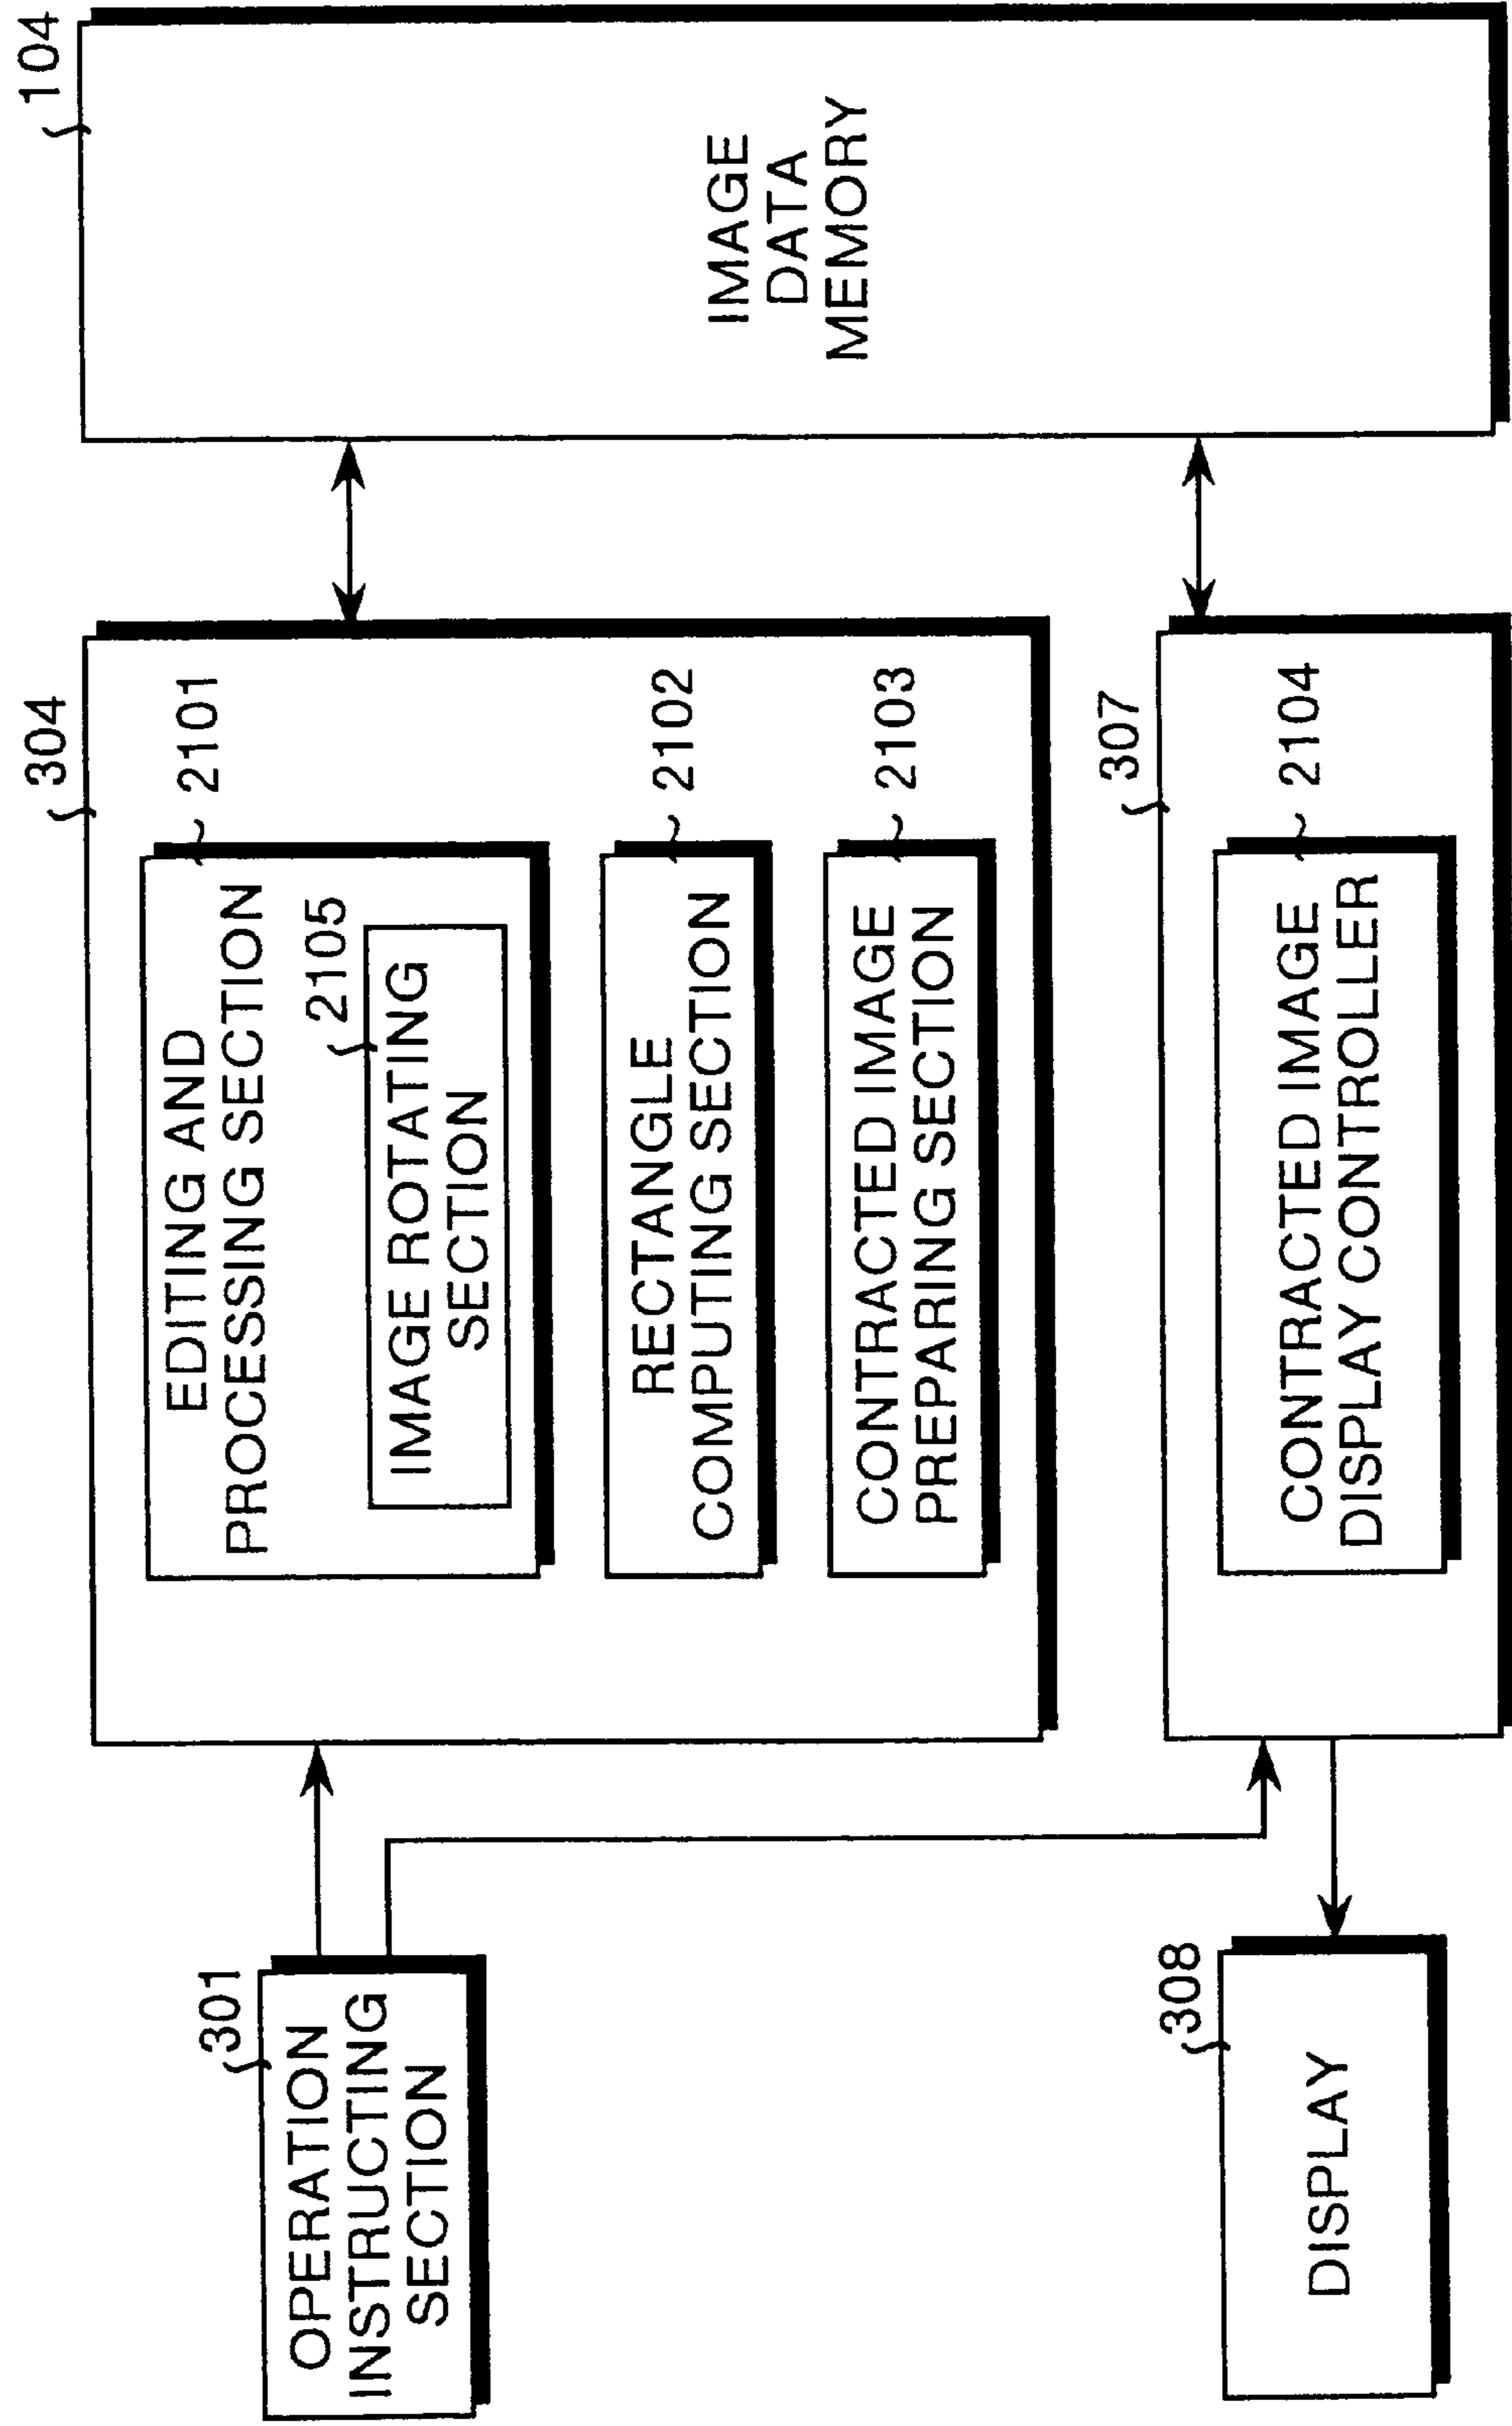 301
OPERATION
INSTRUCTING
SECTION
308
DISPLAY
304
EDITING AND
PROCESSING SECTION
2101
2105
IMAGE ROTATING
SECTION
RECTANGLE
COMPUTING SECTION
2102
CONTRACTED IMAGE
PREPARING SECTION
2103
307
CONTRACTED IMAGE
DISPLAY CONTROLLER
2104
104
IMAGE
DATA
MEMORY